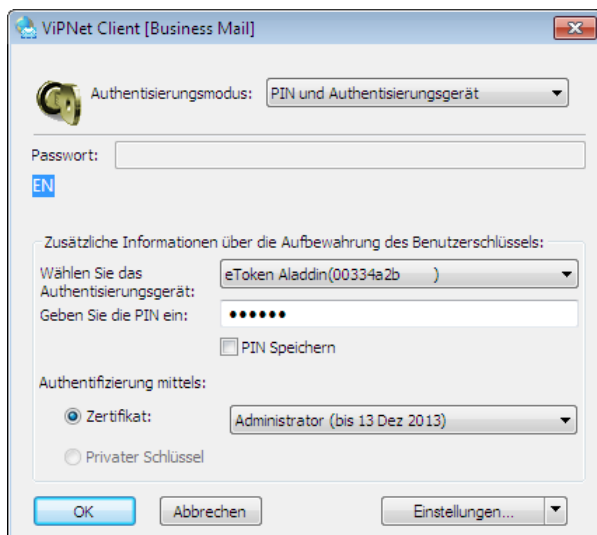 ViPNet Client [Business Mail]
Authentisierungsmodus: PIN und Authentisierungsgerät
Passwort:
EN
Zusätzliche Informationen über die Aufbewahrung des Benutzerschlüssels:
Wählen Sie das
Authentisierungsgerät:
eToken Aladdin(00334a2b )
Geben Sie die PIN ein: ••••••
PIN Speichern
Authentifizierung mittels:
Zertifikat: Administrator (bis 13 Dez 2013)
Privater Schlüssel
OK Abbrechen Einstellungen...